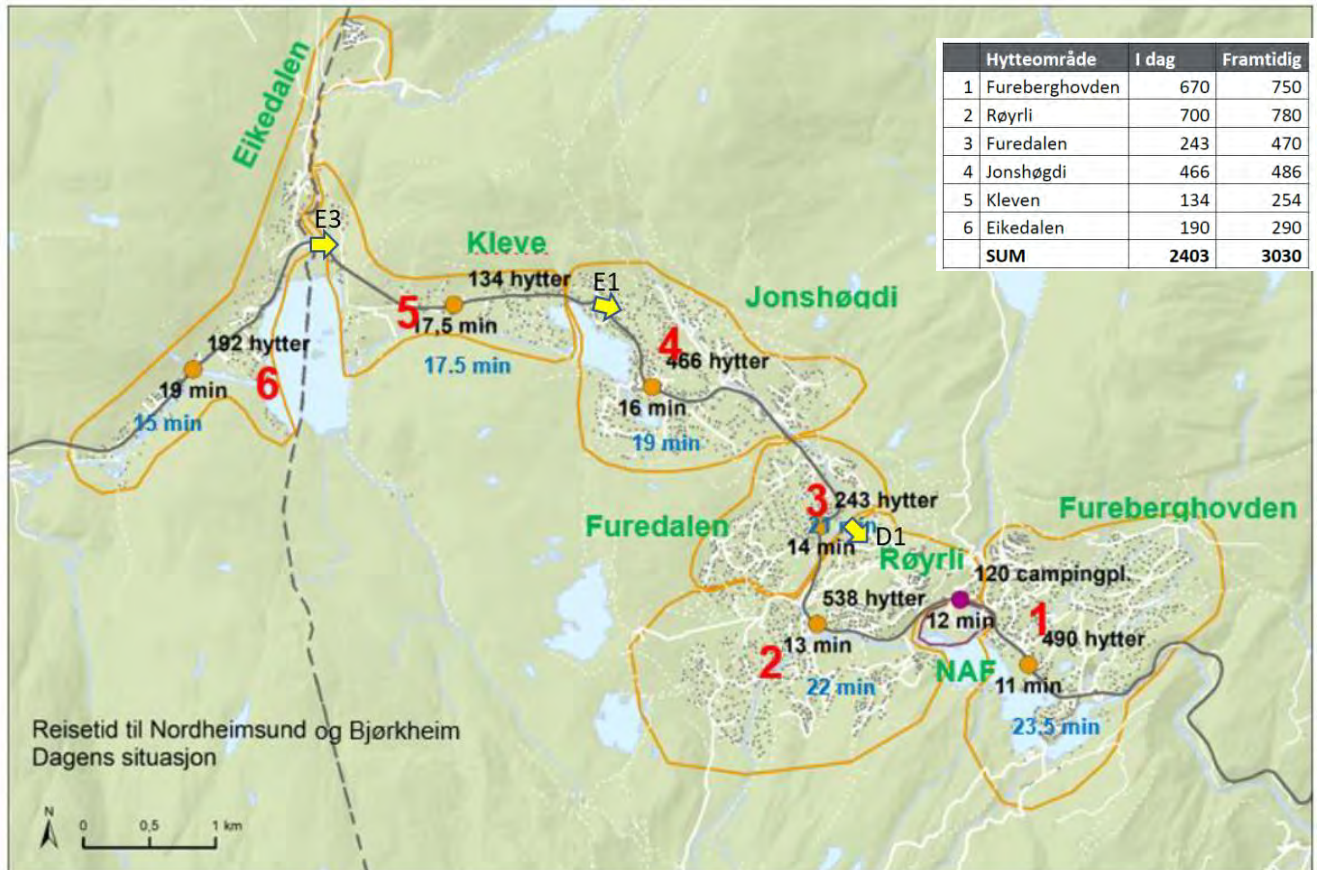 Eikedalen
Hytteområde I dag Framtidig
1 Fureberghovden 670 750
2 Røyrli 700 780
3 Furedalen 243 470
4 Jonshøgdi 466 486
5 Kleven 134 254
6 Eikedalen 190 290
SUM 2403 3030
E3
Kleve
134 hytter
E1
5
17,5 min
17.5 min
Jonshøgdi
4
466 hytter
16 min
19 min
192 hytter
19 min
6
15 min
3
243 hytter
Furedalen
21 min
14 min
D1
Røyrli
Fureberghovden
120 campingpl.
538 hytter
12 min
1
490 hytter
13 min
2
22 min
NAF
11 min
23.5 min
Reisetid til Nordheimsund og Bjørkheim
Dagens situasjon
N
0 0,5 1 km